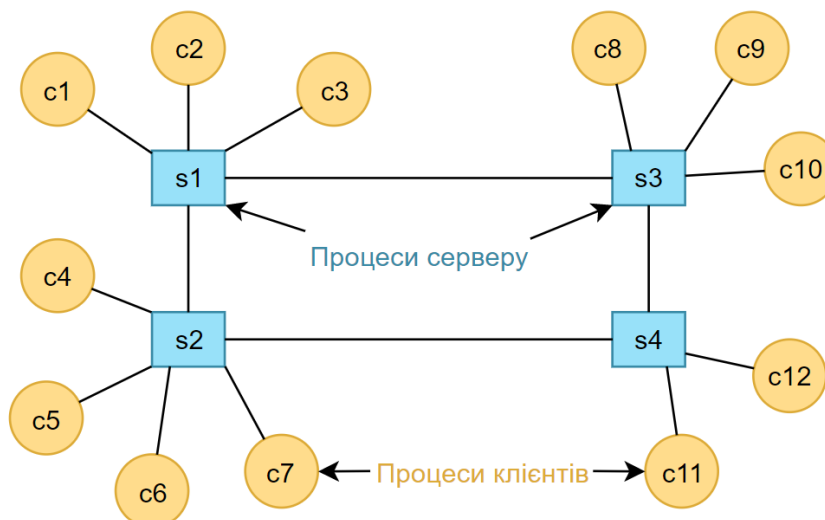 c2
c8
c9
c1
c3
c10
s1
s3
Процеси серверу
c4
s2
s4
c12
c5
c7
Процеси клієнтів
c11
c6